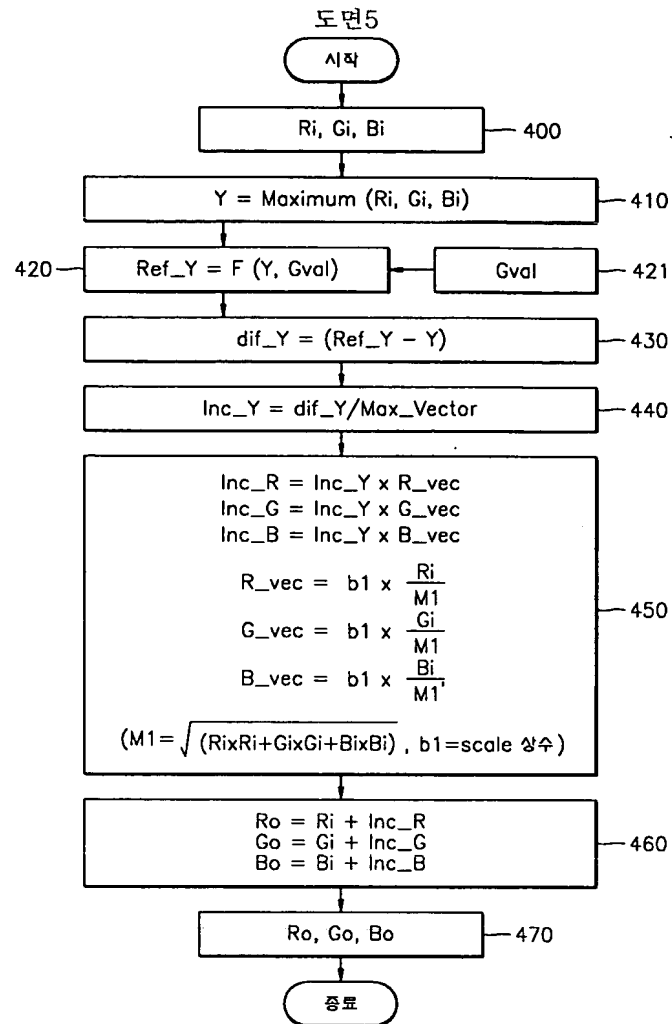 도면5
시작
Ri, Gi, Bi
400
Y = Maximum (Ri, Gi, Bi)
410
420
Ref_Y = F (Y, Gval)
Gval
421
dif_Y = (Ref_Y - Y)
430
Inc_Y = dif_Y/Max_Vector
440
Inc_R = Inc_Y x R_vec
Inc_G = Inc_Y x G_vec
Inc_B = Inc_Y x B_vec
R_vec = b1 x Ri/M1
G_vec = b1 x Gi/M1
B_vec = b1 x Bi/M1'
450
(M1=√(RixRi+GixGi+BixBi) , b1=scale 상수)
Ro = Ri + Inc_R
Go = Gi + Inc_G
Bo = Bi + Inc_B
460
Ro, Go, Bo
470
종료